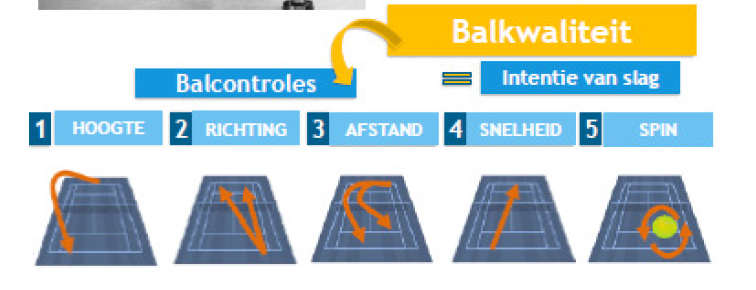 Balkwaliteit
Balcontroles
Intentie van slag
1 HOOGTE 2 RICHTING 3 AFSTAND 4 SNELHEID 5 SPIN